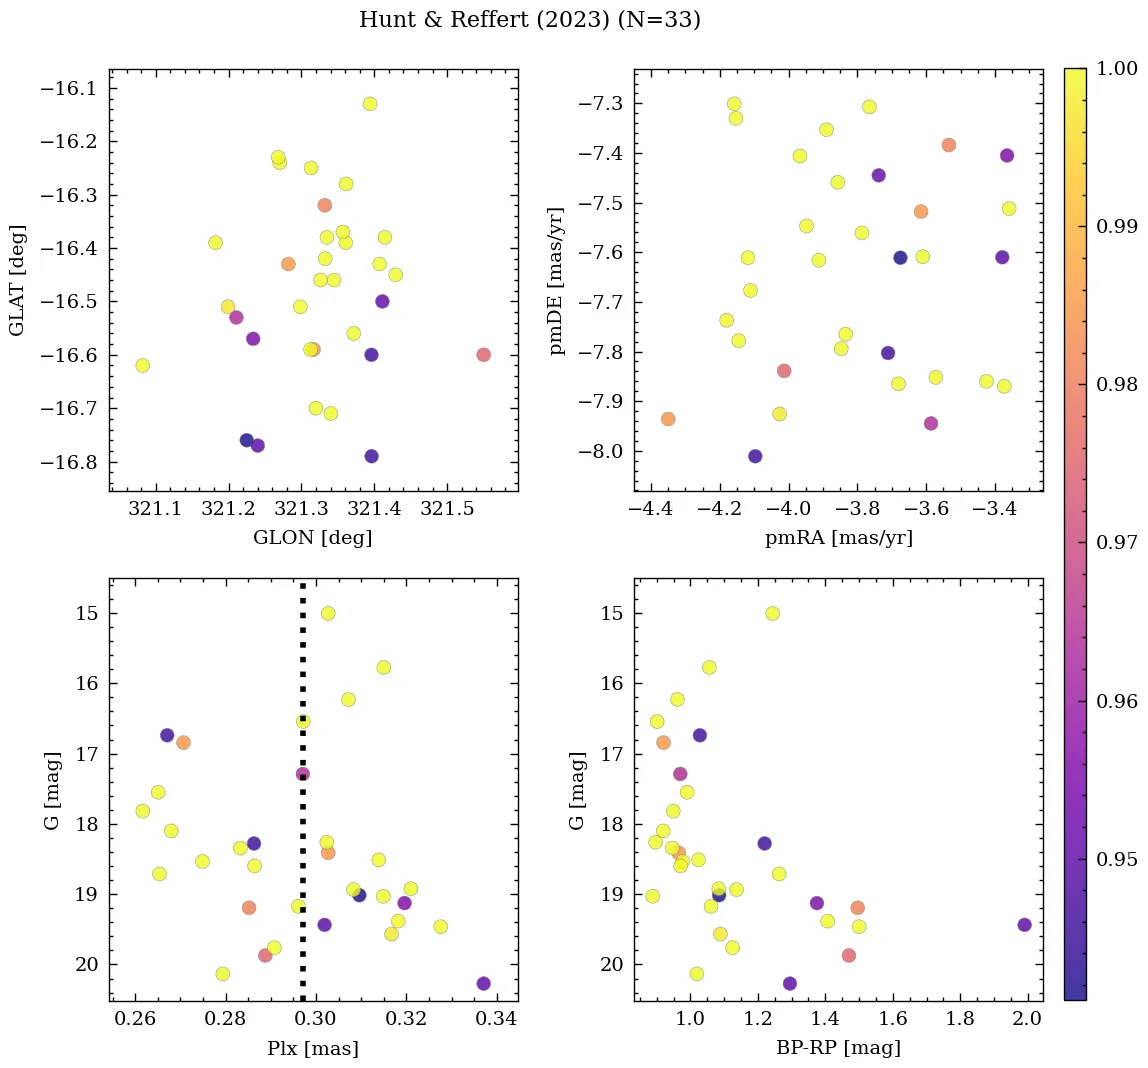 Hunt & Reffert (2023) (N=33)
−16.1
−16.2
−16.3
−16.4
−16.5
−16.6
−16.7
−16.8
GLAT [deg]
321.1 321.2 321.3 321.4 321.5
GLON [deg]
−7.3
−7.4
−7.5
−7.6
−7.7
−7.8
−7.9
−8.0
pmDE [mas/yr]
−4.4 −4.2 −4.0 −3.8 −3.6 −3.4
pmRA [mas/yr]
15
16
17
18
19
20
G [mag]
0.26 0.28 0.30 0.32 0.34
Plx [mas]
15
16
17
18
19
20
G [mag]
1.0 1.2 1.4 1.6 1.8 2.0
BP-RP [mag]
1.00
0.99
0.98
0.97
0.96
0.95